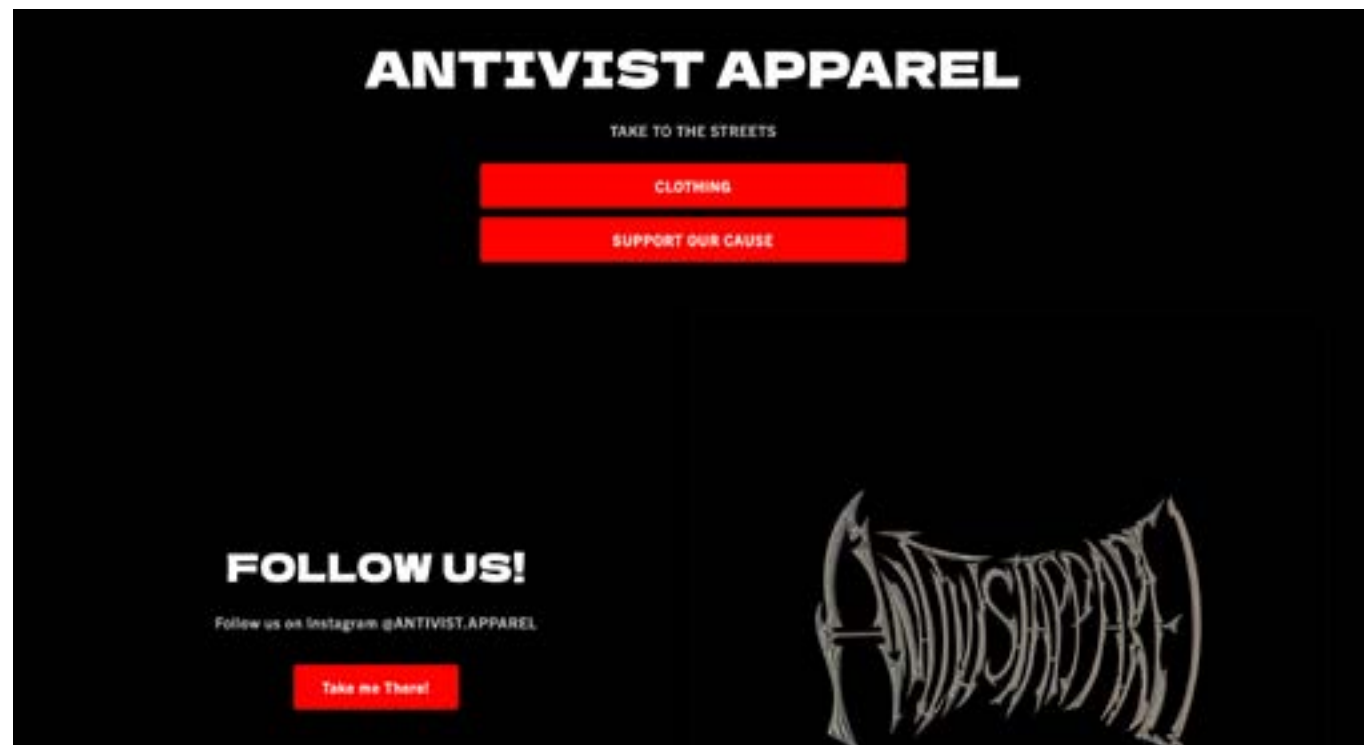 ANTIVIST APPAREL
TAKE TO THE STREETS
CLOTHING
SUPPORT OUR CAUSE
FOLLOW US!
Follow us on Instagram @ANTIVIST.APPAREL
Take me There!
ANTIVISTAPPAREL